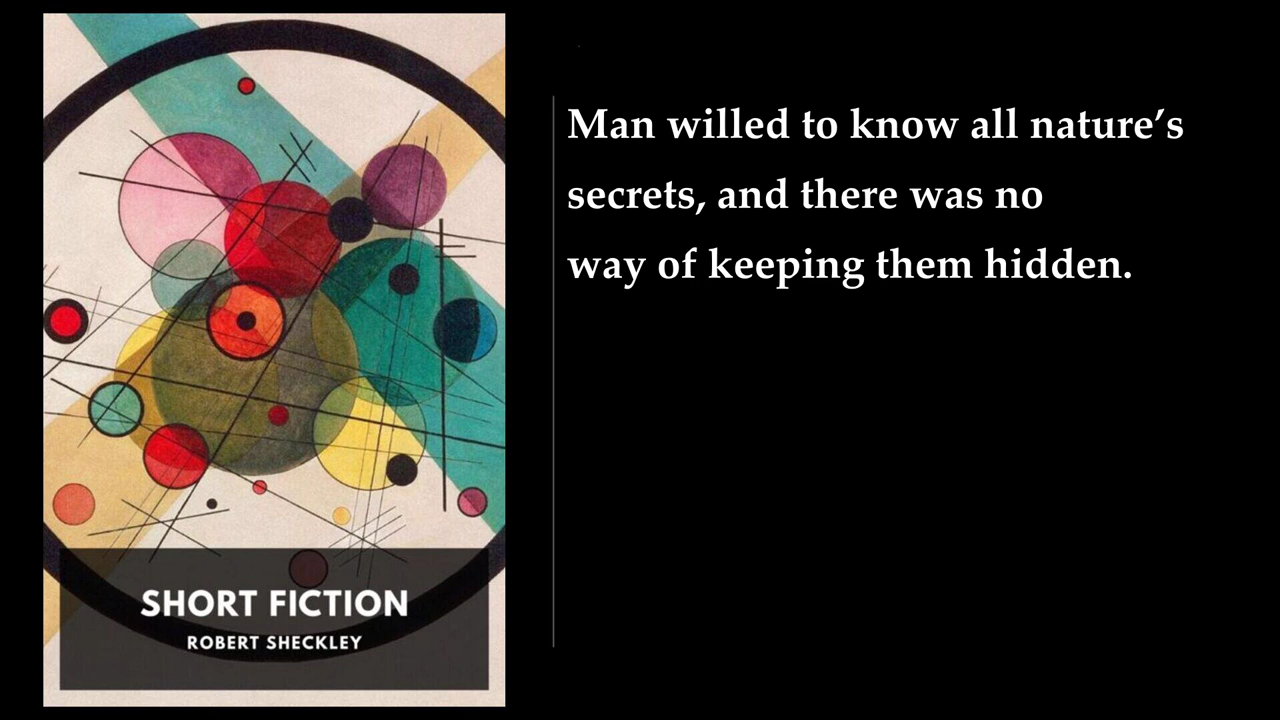 Man willed to know all nature’s
secrets, and there was no
way of keeping them hidden.
SHORT FICTION
ROBERT SHECKLEY